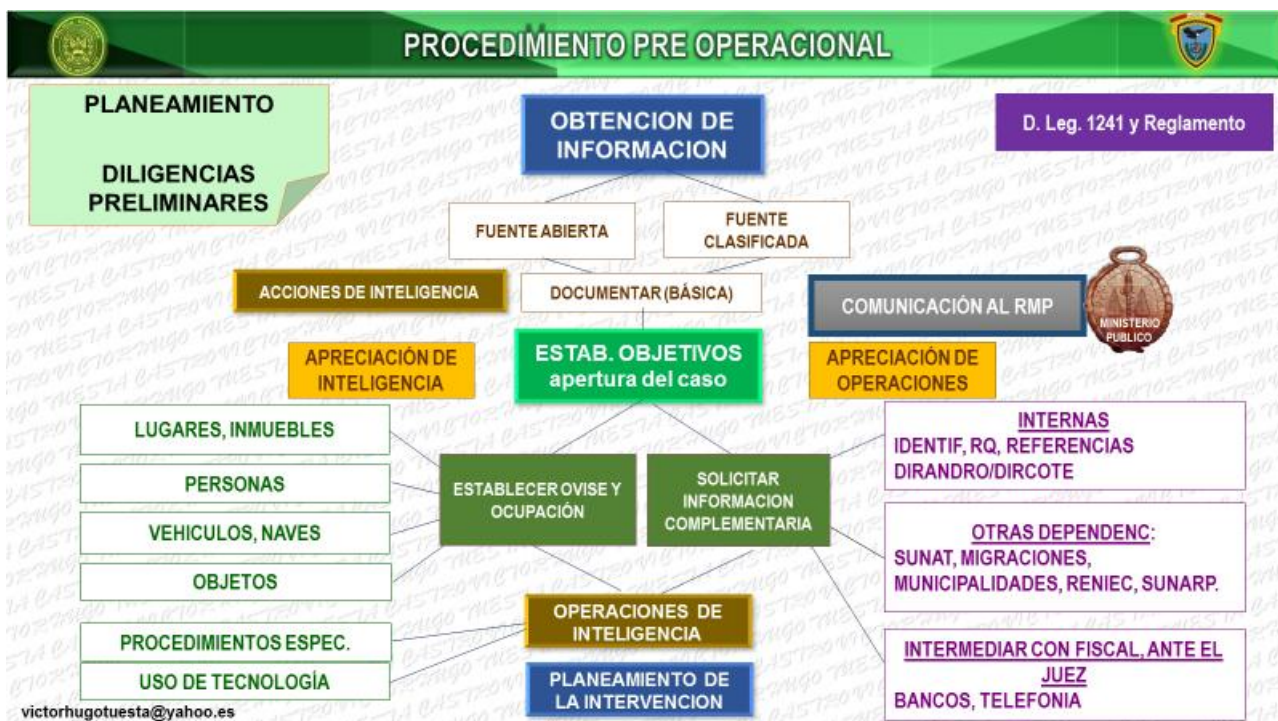 PROCEDIMIENTO PRE OPERACIONAL
PLANEAMIENTO
DILIGENCIAS
PRELIMINARES
OBTENCION DE
INFORMACION
D. Leg. 1241 y Reglamento
FUENTE ABIERTA
FUENTE
CLASIFICADA
ACCIONES DE INTELIGENCIA
DOCUMENTAR (BÁSICA)
COMUNICACIÓN AL RMP
MINISTERIO
PUBLICO
APRECIACIÓN DE
INTELIGENCIA
ESTAB. OBJETIVOS
apertura del caso
APRECIACIÓN DE
OPERACIONES
LUGARES, INMUEBLES
PERSONAS
VEHICULOS, NAVES
OBJETOS
ESTABLECER OVISE Y
OCUPACIÓN
SOLICITAR
INFORMACION
COMPLEMENTARIA
INTERNAS
IDENTIF, RQ, REFERENCIAS
DIRANDRO/DIRCOTE
OTRAS DEPENDENC:
SUNAT, MIGRACIONES,
MUNICIPALIDADES, RENIEC, SUNARP.
OPERACIONES DE
INTELIGENCIA
PROCEDIMIENTOS ESPEC.
USO DE TECNOLOGÍA
PLANEAMIENTO DE
LA INTERVENCION
INTERMEDIAR CON FISCAL, ANTE EL
JUEZ
BANCOS, TELEFONIA
victorhugotuesta@yahoo.es